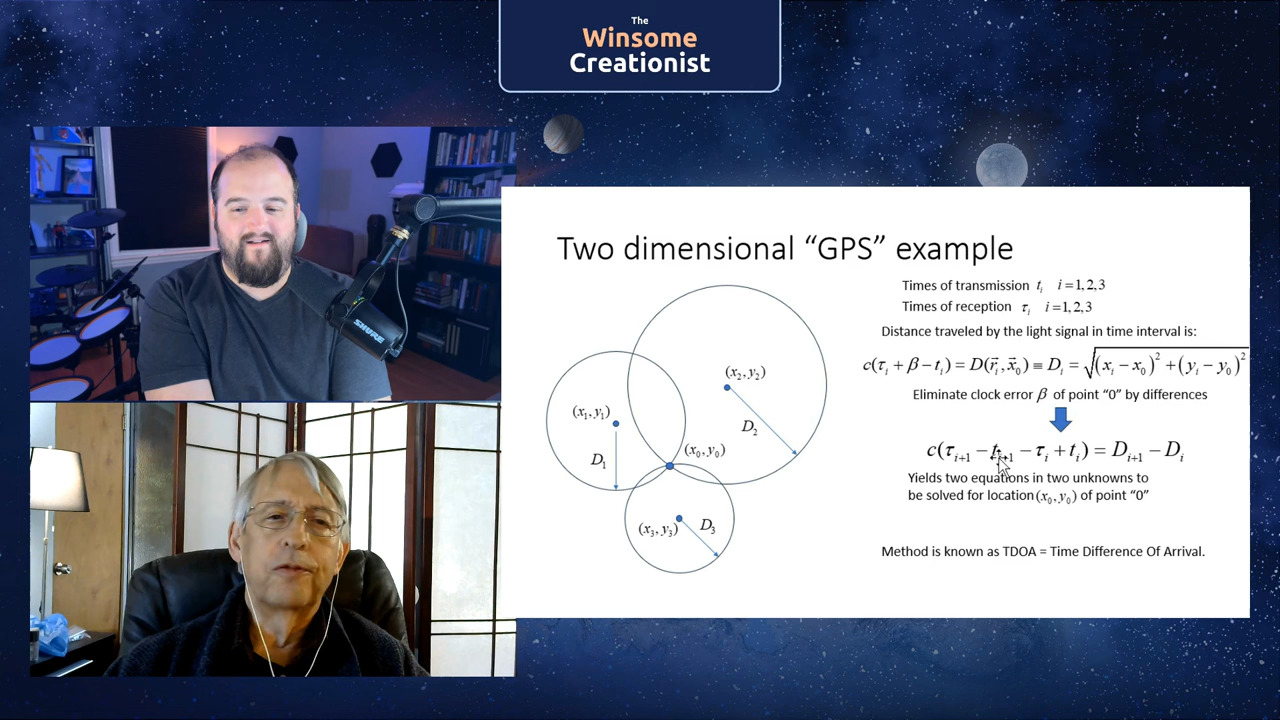 The
Winsome
Creationist
SHURE
Two dimensional “GPS” example
Times of transmission t_i i = 1, 2, 3
Times of reception τ_i i = 1, 2, 3
Distance traveled by the light signal in time interval is:
c(τ_i + β − t_i) = D(r⃗_i, x⃗_0) ≡ D_i = √((x_i − x_0)² + (y_i − y_0)²)
Eliminate clock error β of point “0” by differences
c(τ_{i+1} − t_{i+1} − τ_i + t_i) = D_{i+1} − D_i
Yields two equations in two unknowns to
be solved for location (x_0, y_0) of point “0”
Method is known as TDOA = Time Difference Of Arrival.
(x_2, y_2)
D_2
(x_1, y_1)
D_1
(x_0, y_0)
(x_3, y_3)
D_3